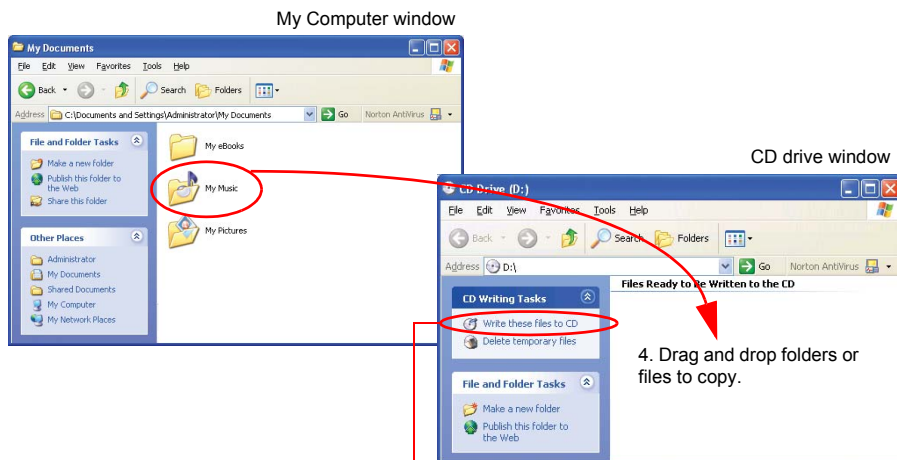 My Computer window
My Documents
File Edit View Favorites Tools Help
Back Search Folders
Address C:\Documents and Settings\Administrator\My Documents Go Norton AntiVirus
File and Folder Tasks
Make a new folder
Publish this folder to
the Web
Share this folder
Other Places
Administrator
My Documents
Shared Documents
My Computer
My Network Places
My eBooks
My Music
My Pictures
CD drive window
CD Drive (D:)
File Edit View Favorites Tools Help
Back Search Folders
Address D:\ Go Norton AntiVirus
CD Writing Tasks
Write these files to CD
Delete temporary files
File and Folder Tasks
Make a new folder
Publish this folder to
the Web
Files Ready to Be Written to the CD
4. Drag and drop folders or
files to copy.